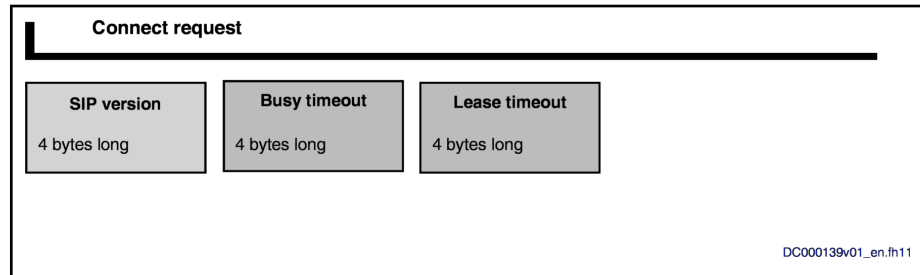 Connect request
SIP version
4 bytes long
Busy timeout
4 bytes long
Lease timeout
4 bytes long
DC000139v01_en.fh11